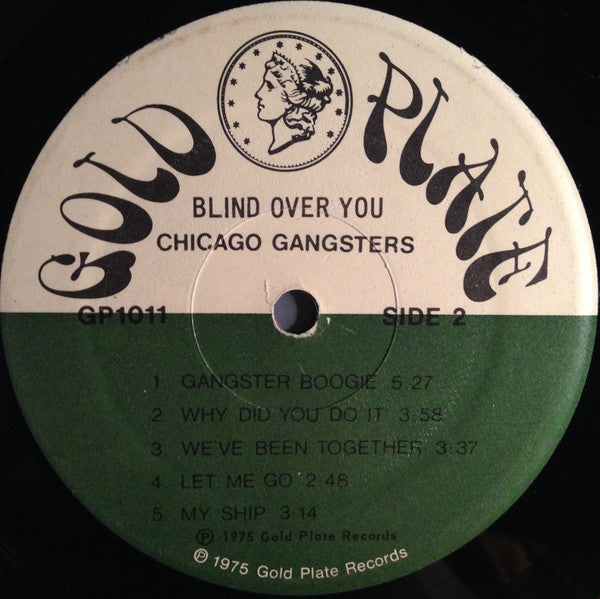 GOLD PLATE
BLIND OVER YOU
CHICAGO GANGSTERS
GP1011 SIDE 2
1. GANGSTER BOOGIE 5:27
2. WHY DID YOU DO IT 3:58
3. WE'VE BEEN TOGETHER 3:37
4. LET ME GO 2:48
5. MY SHIP 3:14
℗ 1975 Gold Plate Records
© 1975 Gold Plate Records